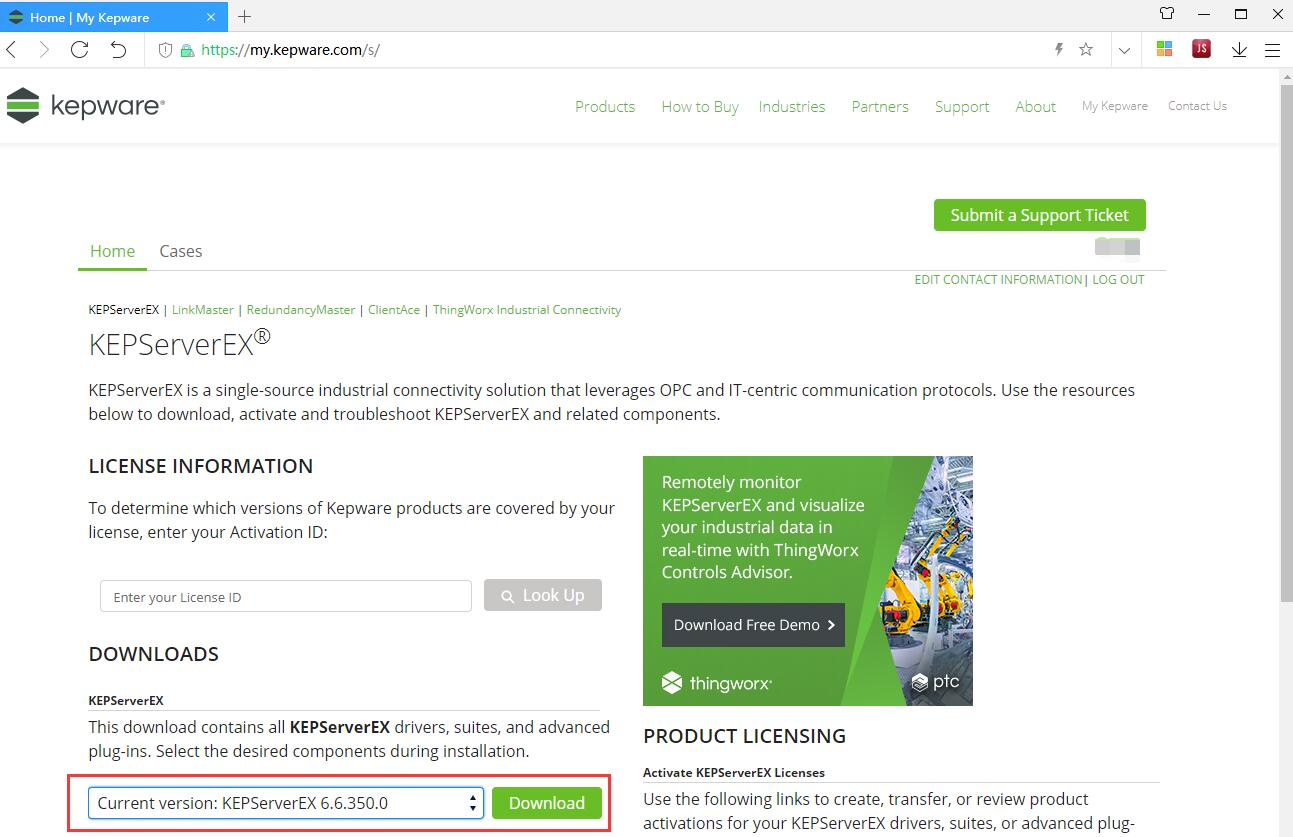 Home | My Kepware
https://my.kepware.com/s/
JS
kepware®
Products How to Buy Industries Partners Support About My Kepware Contact Us
Submit a Support Ticket
Home Cases
EDIT CONTACT INFORMATION| LOG OUT
KEPServerEX | LinkMaster | RedundancyMaster | ClientAce | ThingWorx Industrial Connectivity
KEPServerEX®
KEPServerEX is a single-source industrial connectivity solution that leverages OPC and IT-centric communication protocols. Use the resources
below to download, activate and troubleshoot KEPServerEX and related components.
LICENSE INFORMATION
To determine which versions of Kepware products are covered by your
license, enter your Activation ID:
Enter your License ID
Look Up
DOWNLOADS
KEPServerEX
This download contains all KEPServerEX drivers, suites, and advanced
plug-ins. Select the desired components during installation.
Current version: KEPServerEX 6.6.350.0
Download
Remotely monitor
KEPServerEX and visualize
your industrial data in
real-time with ThingWorx
Controls Advisor.
Download Free Demo
thingworx®
ptc
PRODUCT LICENSING
Activate KEPServerEX Licenses
Use the following links to create, transfer, or review product
activations for your KEPServerEX drivers, suites, or advanced plug-